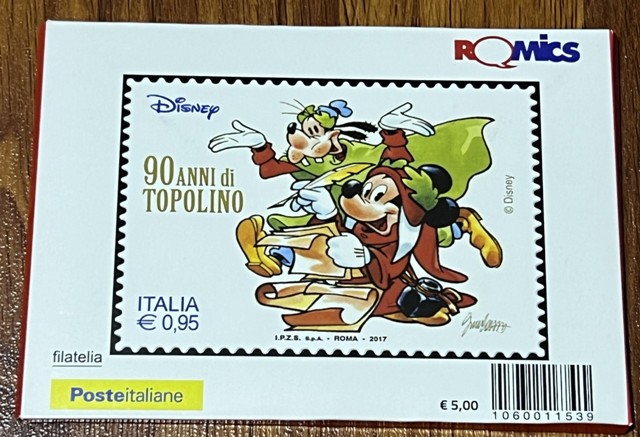 ROMICS
Disney
90 ANNI di
TOPOLINO
© Disney
ITALIA
€ 0,95
I.P.Z.S. S.p.A. - ROMA - 2017
filatelia
Posteitaliane
€ 5,00
1060011539